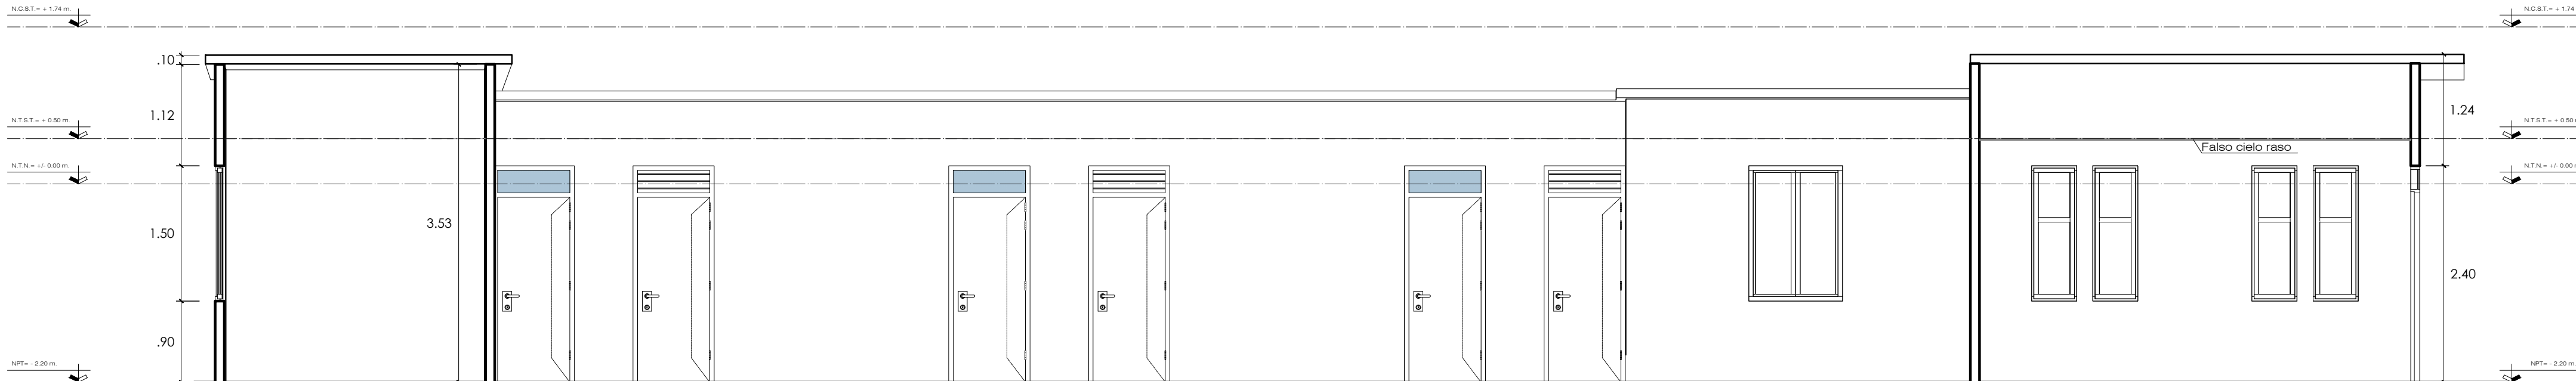 N.C.S.T.= + 1.74 m.
N.C.S.T.= + 1.74
.10
1.12
1.24
N.T.S.T.= + 0.50 m.
N.T.S.T.= + 0.50 m
Falso cielo raso
N.T.N.= +/- 0.00 m.
N.T.N.= +/- 0.00 m
3.53
1.50
2.40
.90
NPT= - 2.20 m.
NPT= - 2.20 m.